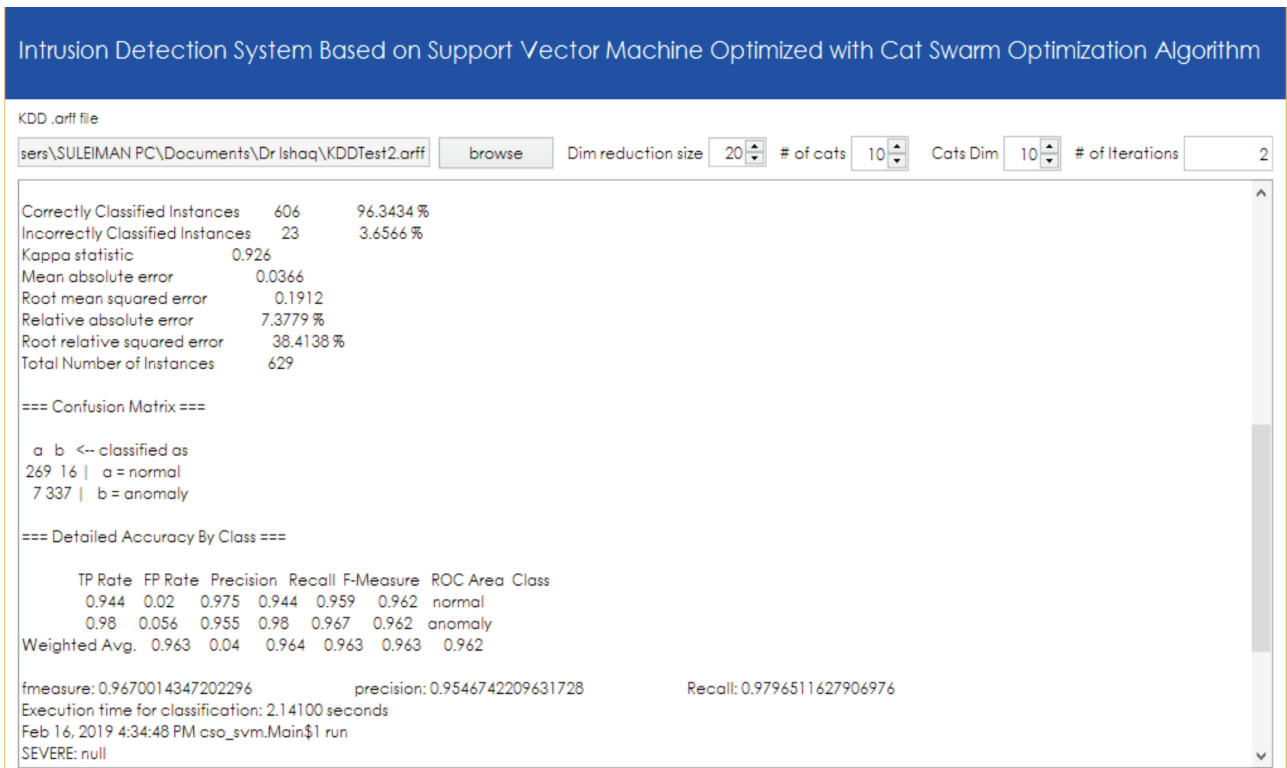 Intrusion Detection System Based on Support Vector Machine Optimized with Cat Swarm Optimization Algorithm
KDD .arff file
sers\SULEIMAN PC\Documents\Dr Ishaq\KDDTest2.arff browse Dim reduction size 20 # of cats 10 Cats Dim 10 # of Iterations 2
Correctly Classified Instances 606 96.3434 %
Incorrectly Classified Instances 23 3.6566 %
Kappa statistic 0.926
Mean absolute error 0.0366
Root mean squared error 0.1912
Relative absolute error 7.3779 %
Root relative squared error 38.4138 %
Total Number of Instances 629
=== Confusion Matrix ===
a b <-- classified as
269 16 | a = normal
7 337 | b = anomaly
=== Detailed Accuracy By Class ===
TP Rate FP Rate Precision Recall F-Measure ROC Area Class
0.944 0.02 0.975 0.944 0.959 0.962 normal
0.98 0.056 0.955 0.98 0.967 0.962 anomaly
Weighted Avg. 0.963 0.04 0.964 0.963 0.963 0.962
fmeasure: 0.9670014347202296 precision: 0.9546742209631728 Recall: 0.9796511627906976
Execution time for classification: 2.14100 seconds
Feb 16, 2019 4:34:48 PM cso_svm.Main$1 run
SEVERE: null